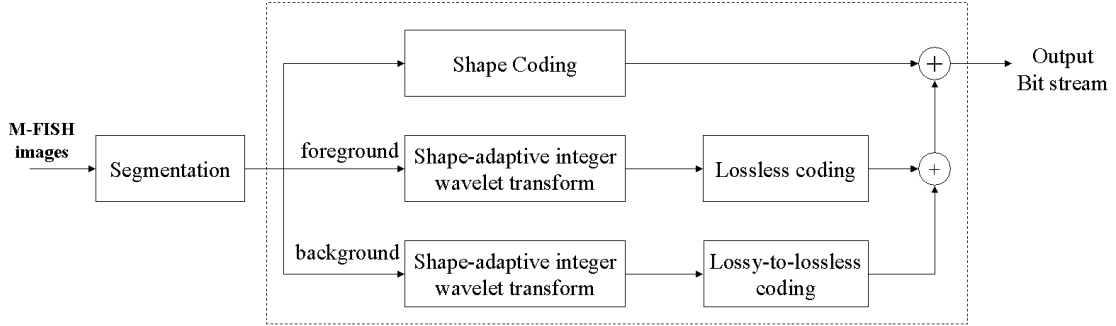 Shape Coding
+
Output
Bit stream
M-FISH
images
Segmentation
foreground
Shape-adaptive integer
wavelet transform
Lossless coding
+
background
Shape-adaptive integer
wavelet transform
Lossy-to-lossless
coding